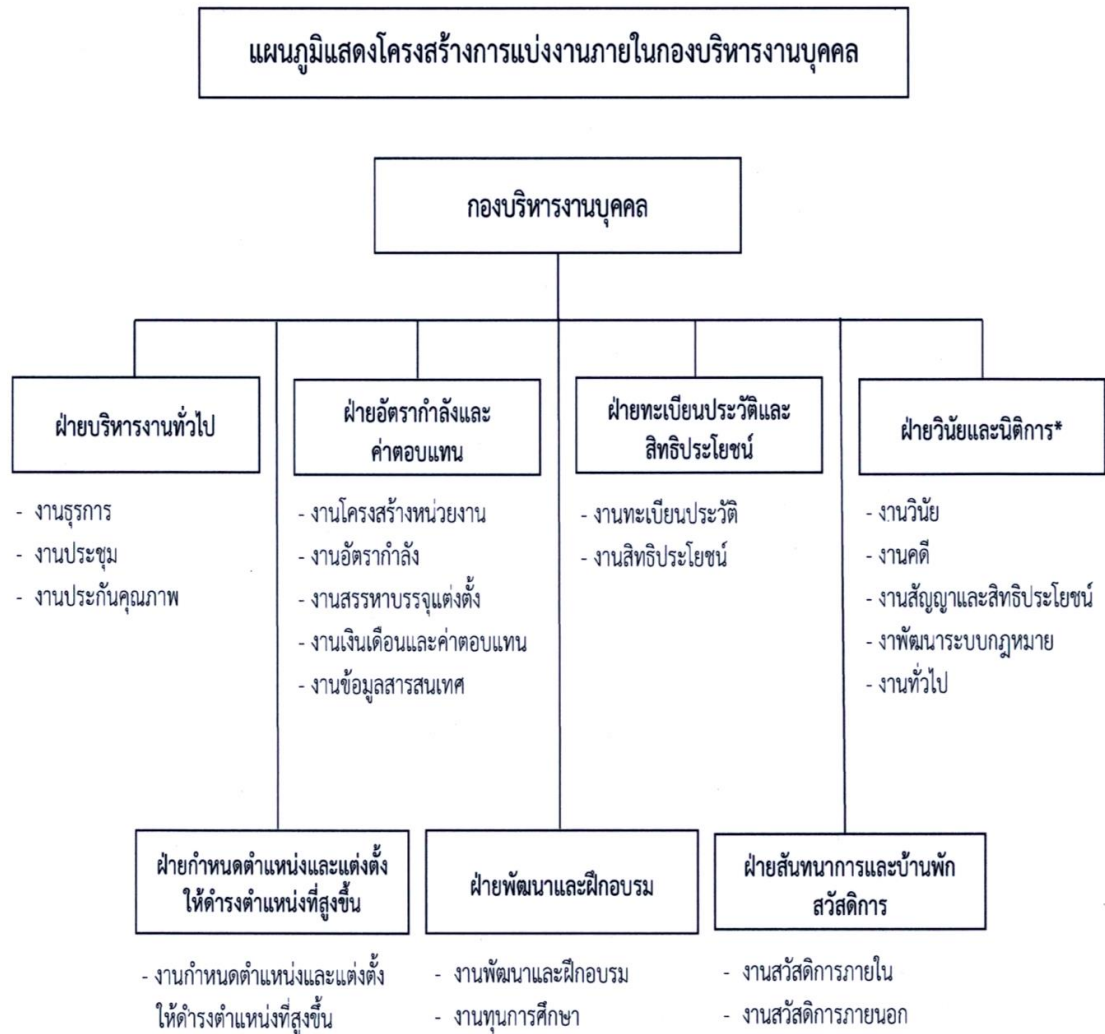 แผนภูมิแสดงโครงสร้างการแบ่งงานภายในกองบริหารงานบุคคล
กองบริหารงานบุคคล
ฝ่ายบริหารงานทั่วไป
- งานธุรการ
- งานประชุม
- งานประกันคุณภาพ
ฝ่ายอัตรากำลังและ
ค่าตอบแทน
- งานโครงสร้างหน่วยงาน
- งานอัตรากำลัง
- งานสรรหาบรรจุแต่งตั้ง
- งานเงินเดือนและค่าตอบแทน
- งานข้อมูลสารสนเทศ
ฝ่ายทะเบียนประวัติและ
สิทธิประโยชน์
- งานทะเบียนประวัติ
- งานสิทธิประโยชน์
ฝ่ายวินัยและนิติการ*
- งานวินัย
- งานคดี
- งานสัญญาและสิทธิประโยชน์
- งาพัฒนาระบบกฎหมาย
- งานทั่วไป
ฝ่ายกำหนดตำแหน่งและแต่งตั้ง
ให้ดำรงตำแหน่งที่สูงขึ้น
- งานกำหนดตำแหน่งและแต่งตั้ง
ให้ดำรงตำแหน่งที่สูงขึ้น
ฝ่ายพัฒนาและฝึกอบรม
- งานพัฒนาและฝึกอบรม
- งานทุนการศึกษา
ฝ่ายสันทนาการและบ้านพัก
สวัสดิการ
- งานสวัสดิการภายใน
- งานสวัสดิการภายนอก